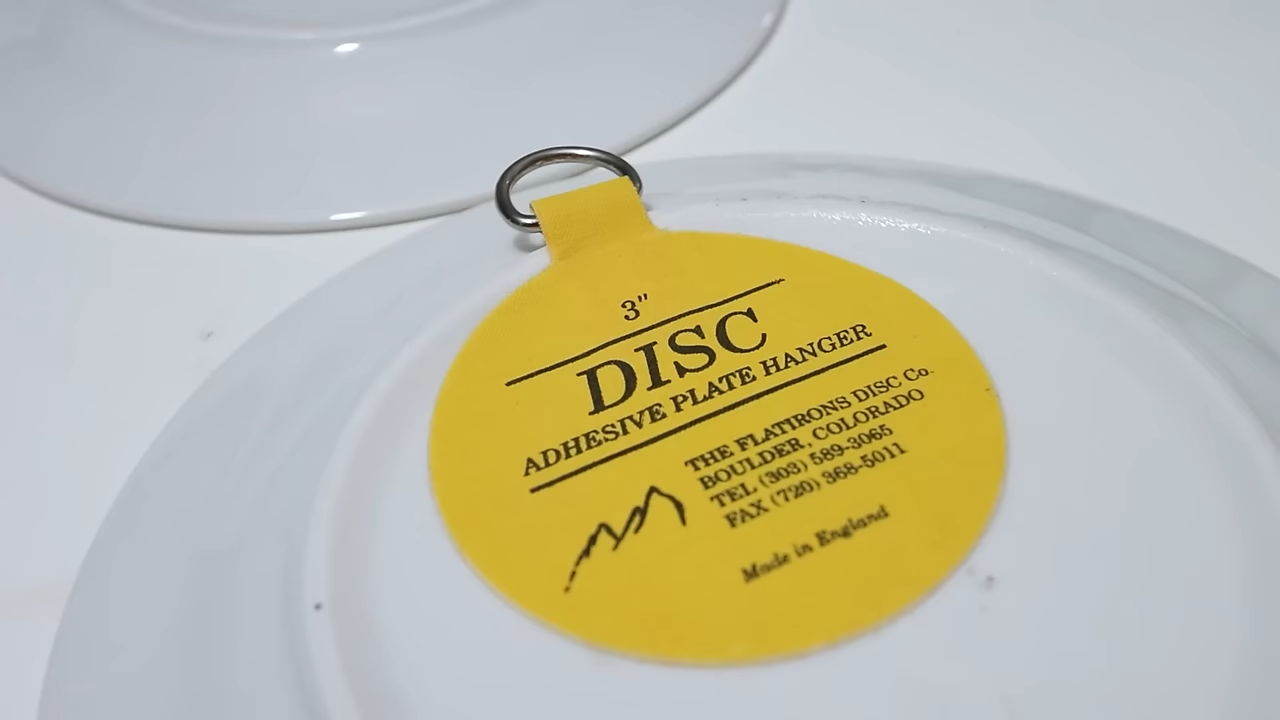 3"
DISC
ADHESIVE PLATE HANGER
THE FLATIRONS DISC Co.
BOULDER, COLORADO
TEL (303) 589-3065
FAX (720) 368-5011
Made in England